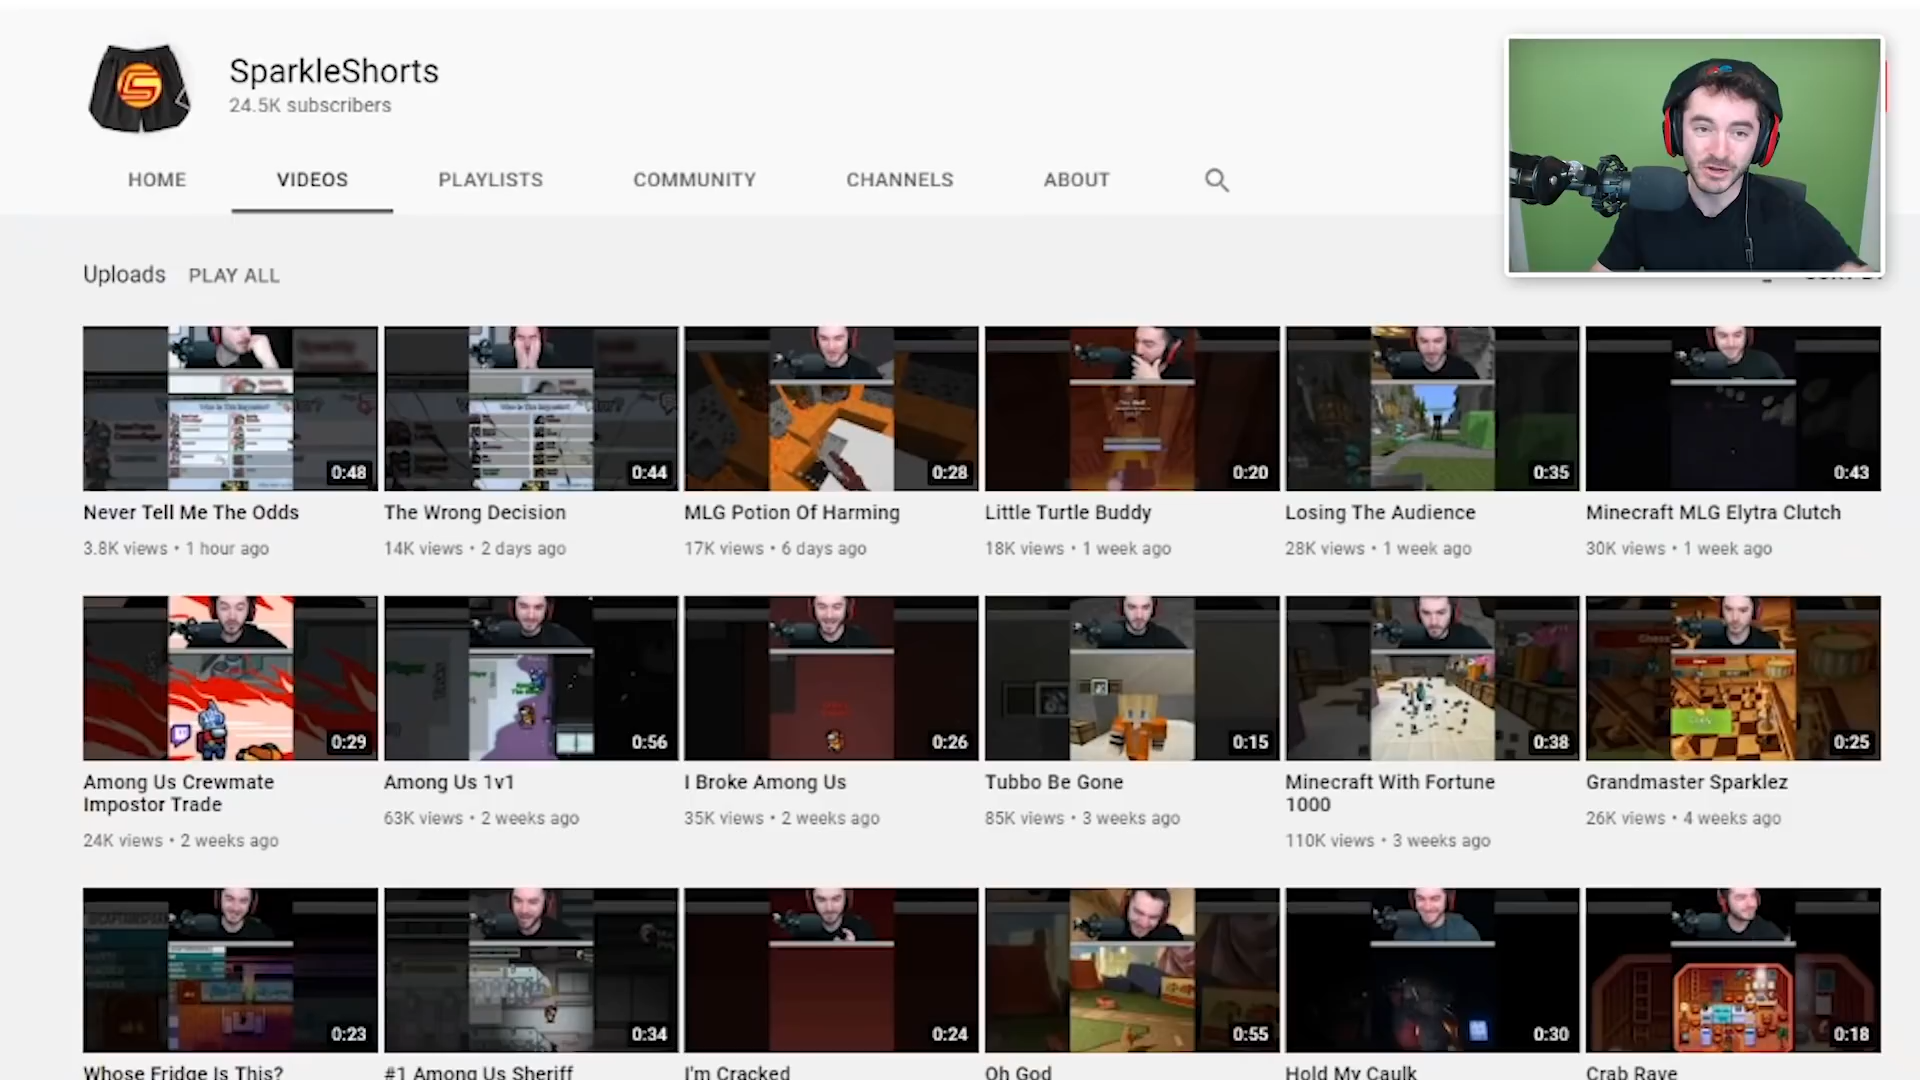 SparkleShorts
24.5K subscribers
HOME VIDEOS PLAYLISTS COMMUNITY CHANNELS ABOUT
Uploads PLAY ALL
0:48 0:44 0:28 0:20 0:35 0:43
Never Tell Me The Odds The Wrong Decision MLG Potion Of Harming Little Turtle Buddy Losing The Audience Minecraft MLG Elytra Clutch
3.8K views • 1 hour ago 14K views • 2 days ago 17K views • 6 days ago 18K views • 1 week ago 28K views • 1 week ago 30K views • 1 week ago
0:29 0:56 0:26 0:15 0:38 0:25
Among Us Crewmate Among Us 1v1 I Broke Among Us Tubbo Be Gone Minecraft With Fortune Grandmaster Sparklez
Impostor Trade 63K views • 2 weeks ago 35K views • 2 weeks ago 85K views • 3 weeks ago 1000 26K views • 4 weeks ago
24K views • 2 weeks ago 110K views • 3 weeks ago
0:23 0:34 0:24 0:55 0:30 0:18
Whose Fridge Is This? #1 Among Us Sheriff I'm Cracked Oh God Hold My Caulk Crab Rave